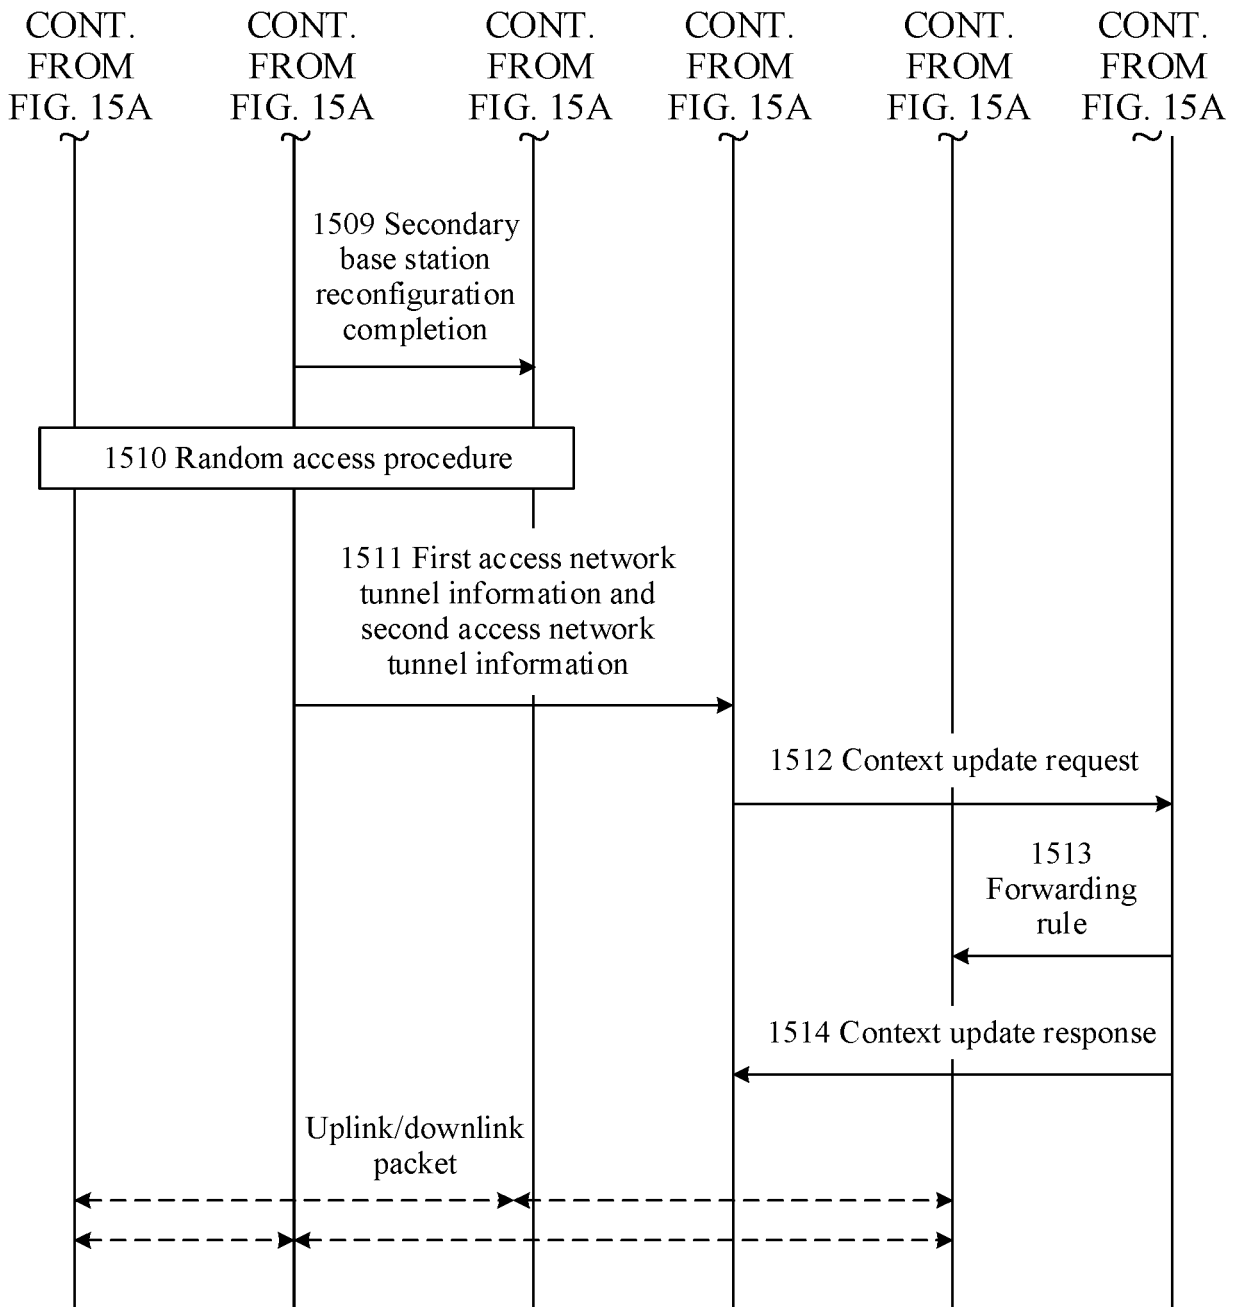 CONT. FROM FIG. 15A
CONT. FROM FIG. 15A
CONT. FROM FIG. 15A
CONT. FROM FIG. 15A
CONT. FROM FIG. 15A
CONT. FROM FIG. 15A
1509 Secondary
base station
reconfiguration
completion
1510 Random access procedure
1511 First access network
tunnel information and
second access network
tunnel information
1512 Context update request
1513
Forwarding
rule
1514 Context update response
Uplink/downlink
packet